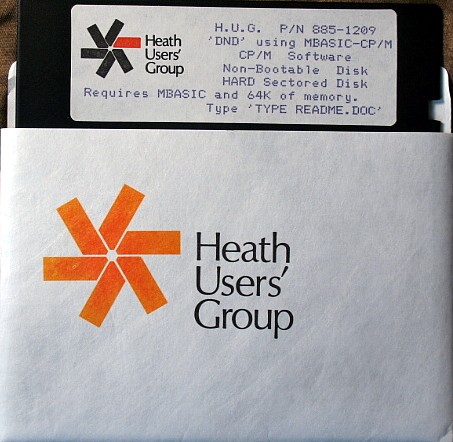 Heath
Users'
Group
H.U.G. P/N 885-1209
'DND' using MBASIC-CP/M
CP/M Software
Non-Bootable Disk
HARD Sectored Disk
Requires MBASIC and 64K of memory.
Type 'TYPE README.DOC'
Heath
Users'
Group